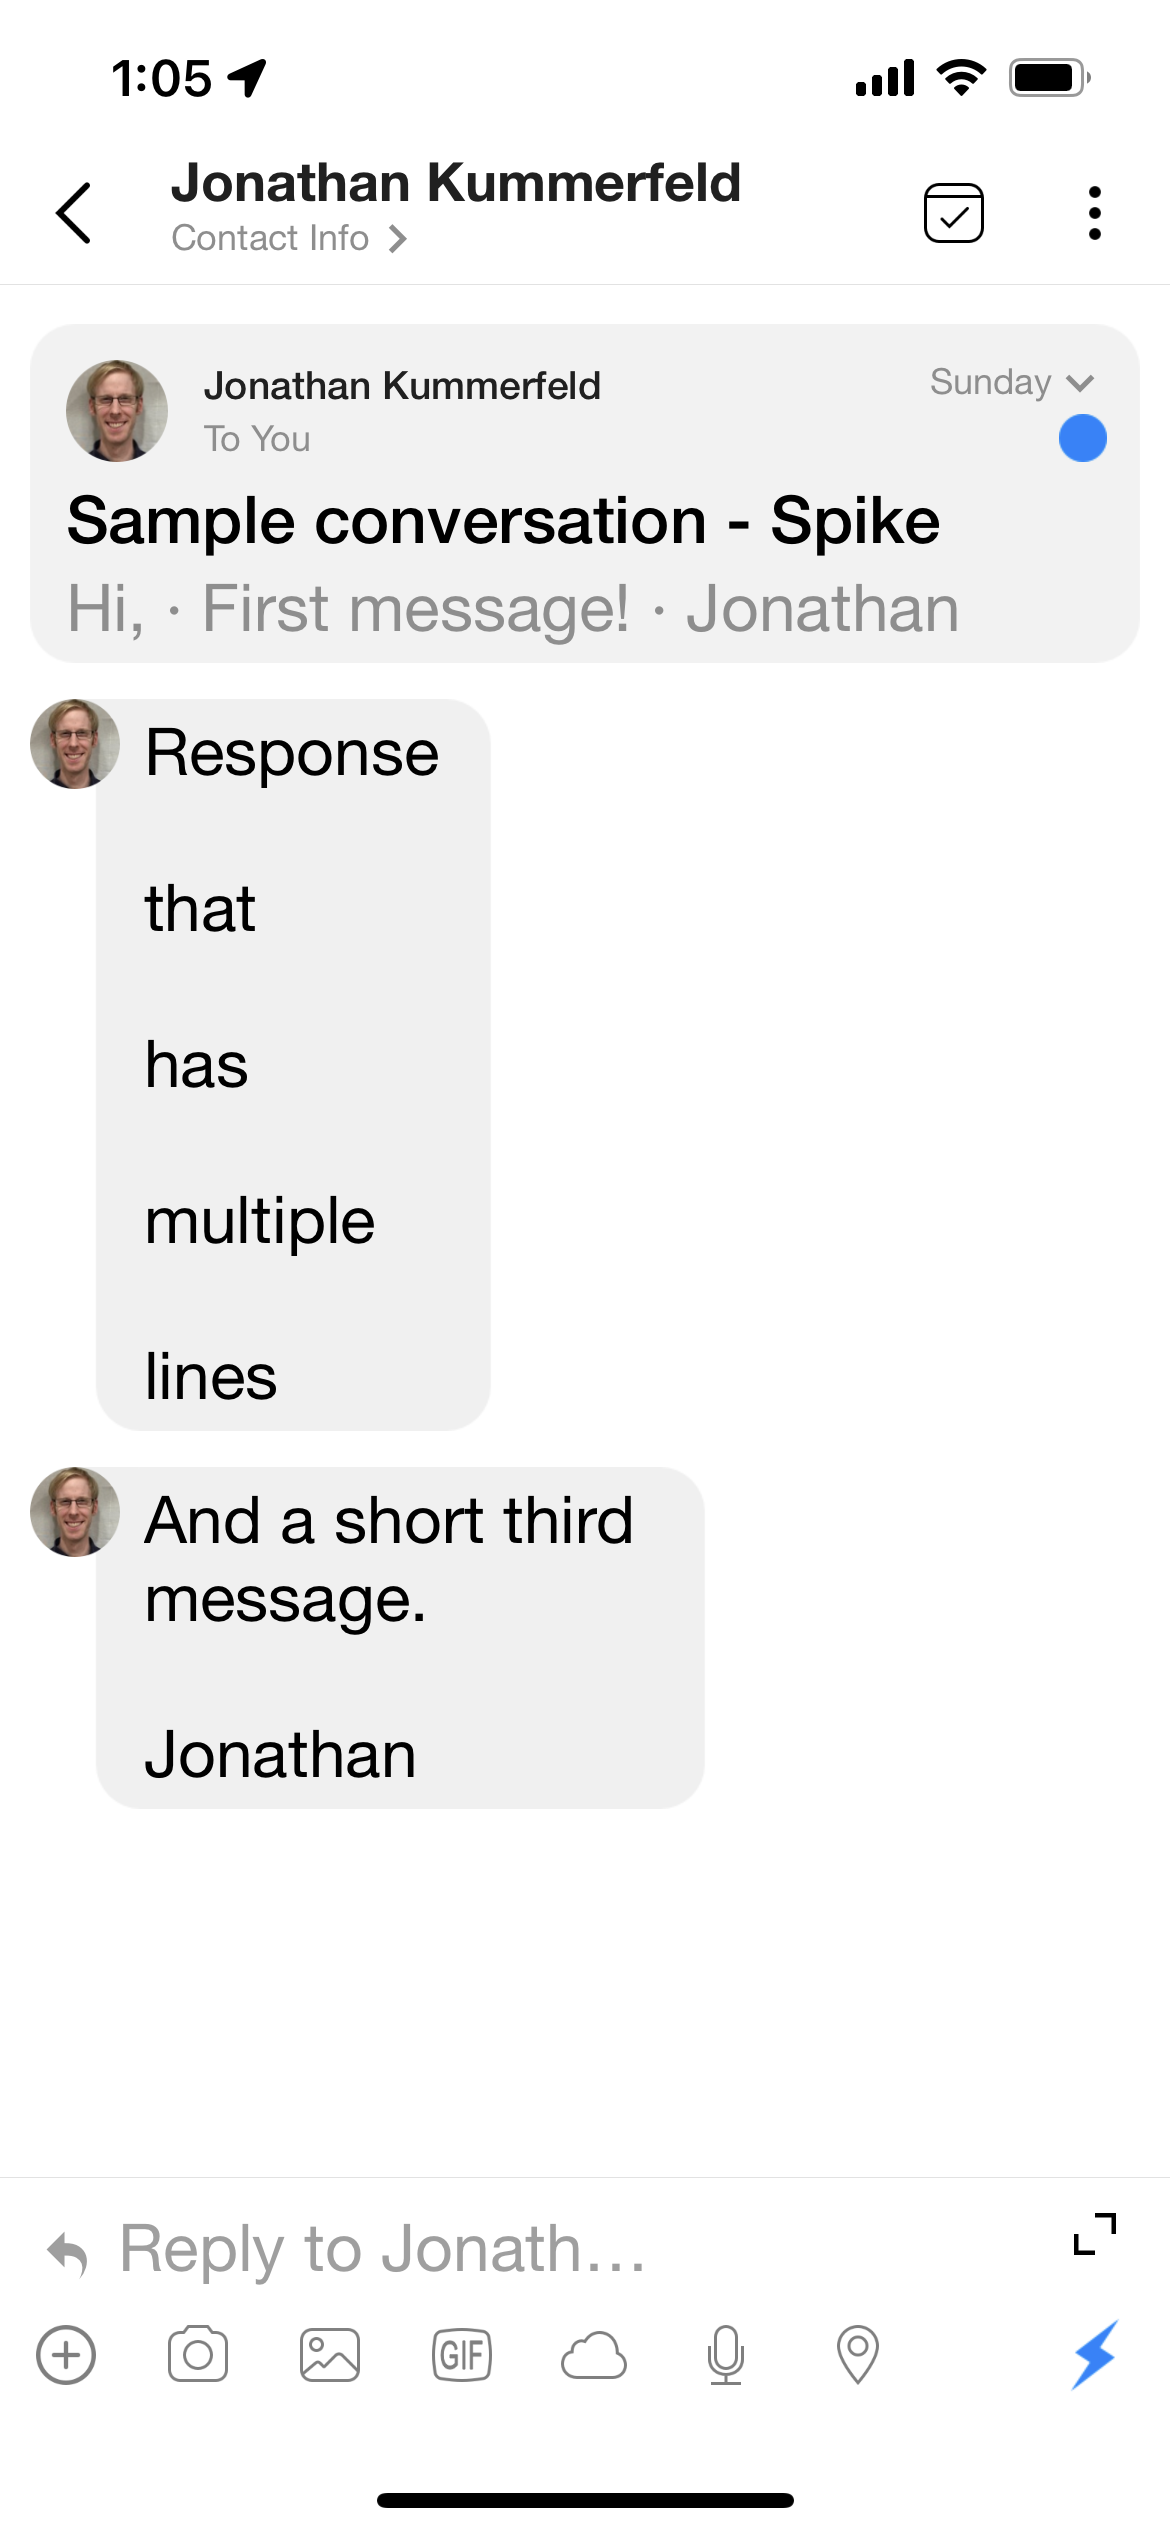 1:05
Jonathan Kummerfeld
Contact Info
Jonathan Kummerfeld
Sunday
To You
Sample conversation - Spike
Hi, · First message! · Jonathan
Response
that
has
multiple
lines
And a short third
message.
Jonathan
Reply to Jonath...
GIF